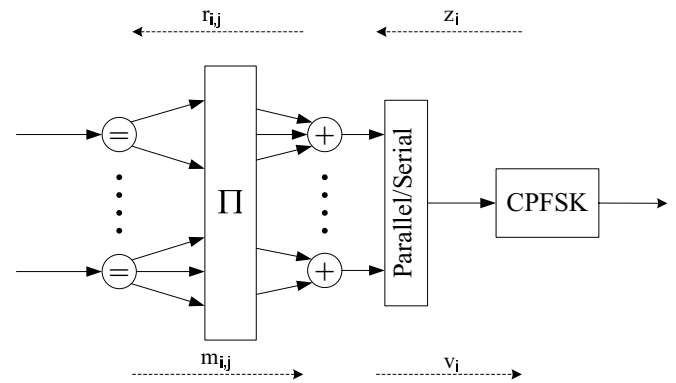 r_{i,j}
z_i
=
+
Π
Parallel/Serial
CPFSK
=
+
m_{i,j}
v_i